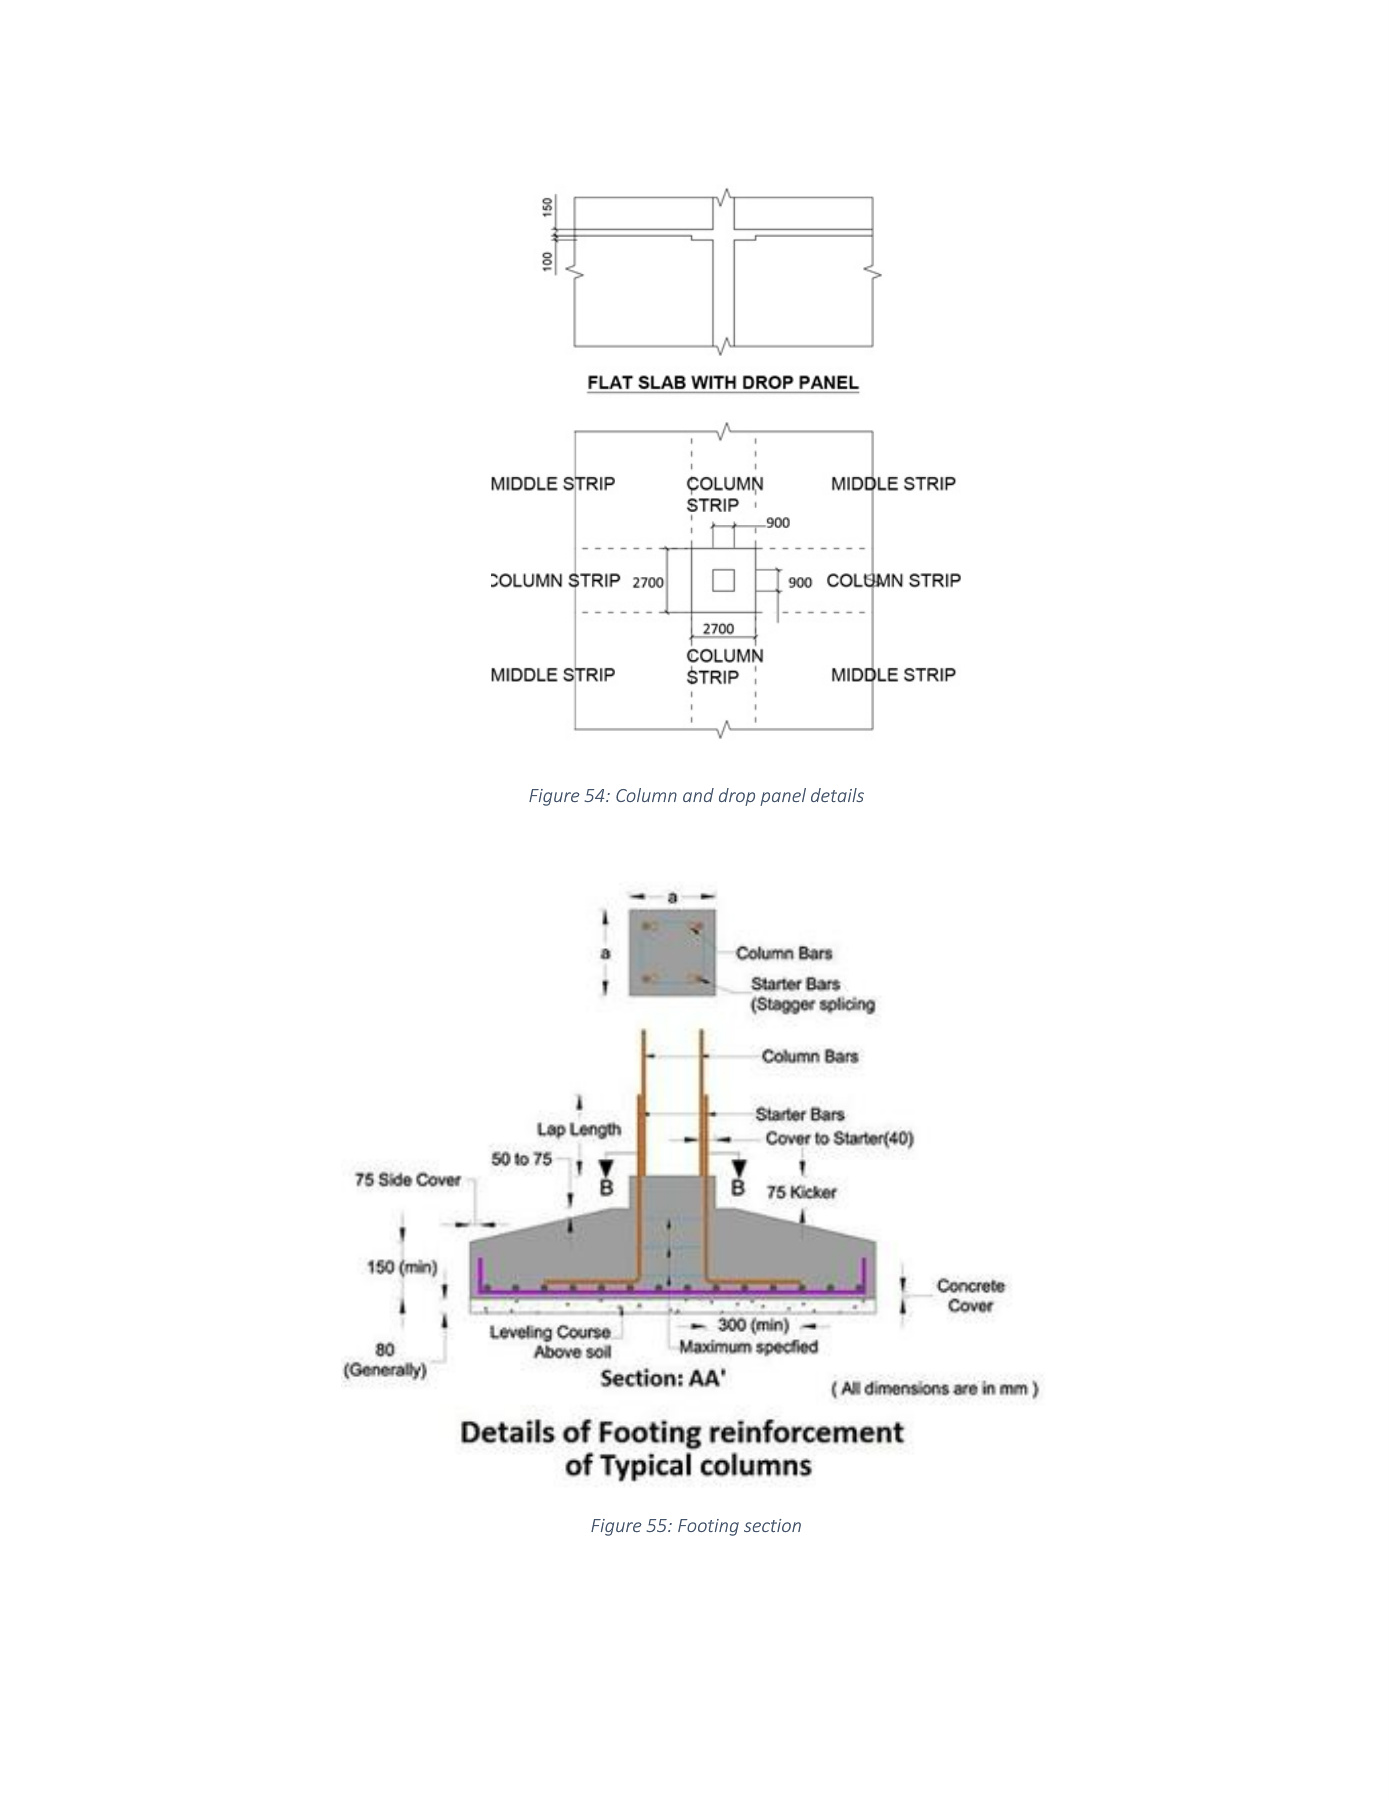 150
100
FLAT SLAB WITH DROP PANEL
MIDDLE STRIP
COLUMN
STRIP
MIDDLE STRIP
900
COLUMN STRIP
2700
900
COLUMN STRIP
2700
MIDDLE STRIP
COLUMN
STRIP
MIDDLE STRIP
Figure 54: Column and drop panel details
a
a
Column Bars
Starter Bars
(Stagger splicing
Column Bars
Starter Bars
Lap Length
Cover to Starter(40)
50 to 75
75 Side Cover
B
B
75 Kicker
150 (min)
Concrete
Cover
300 (min)
Leveling Course
Above soil
Maximum specfied
80
(Generally)
Section: AA'
( All dimensions are in mm )
Details of Footing reinforcement
of Typical columns
Figure 55: Footing section